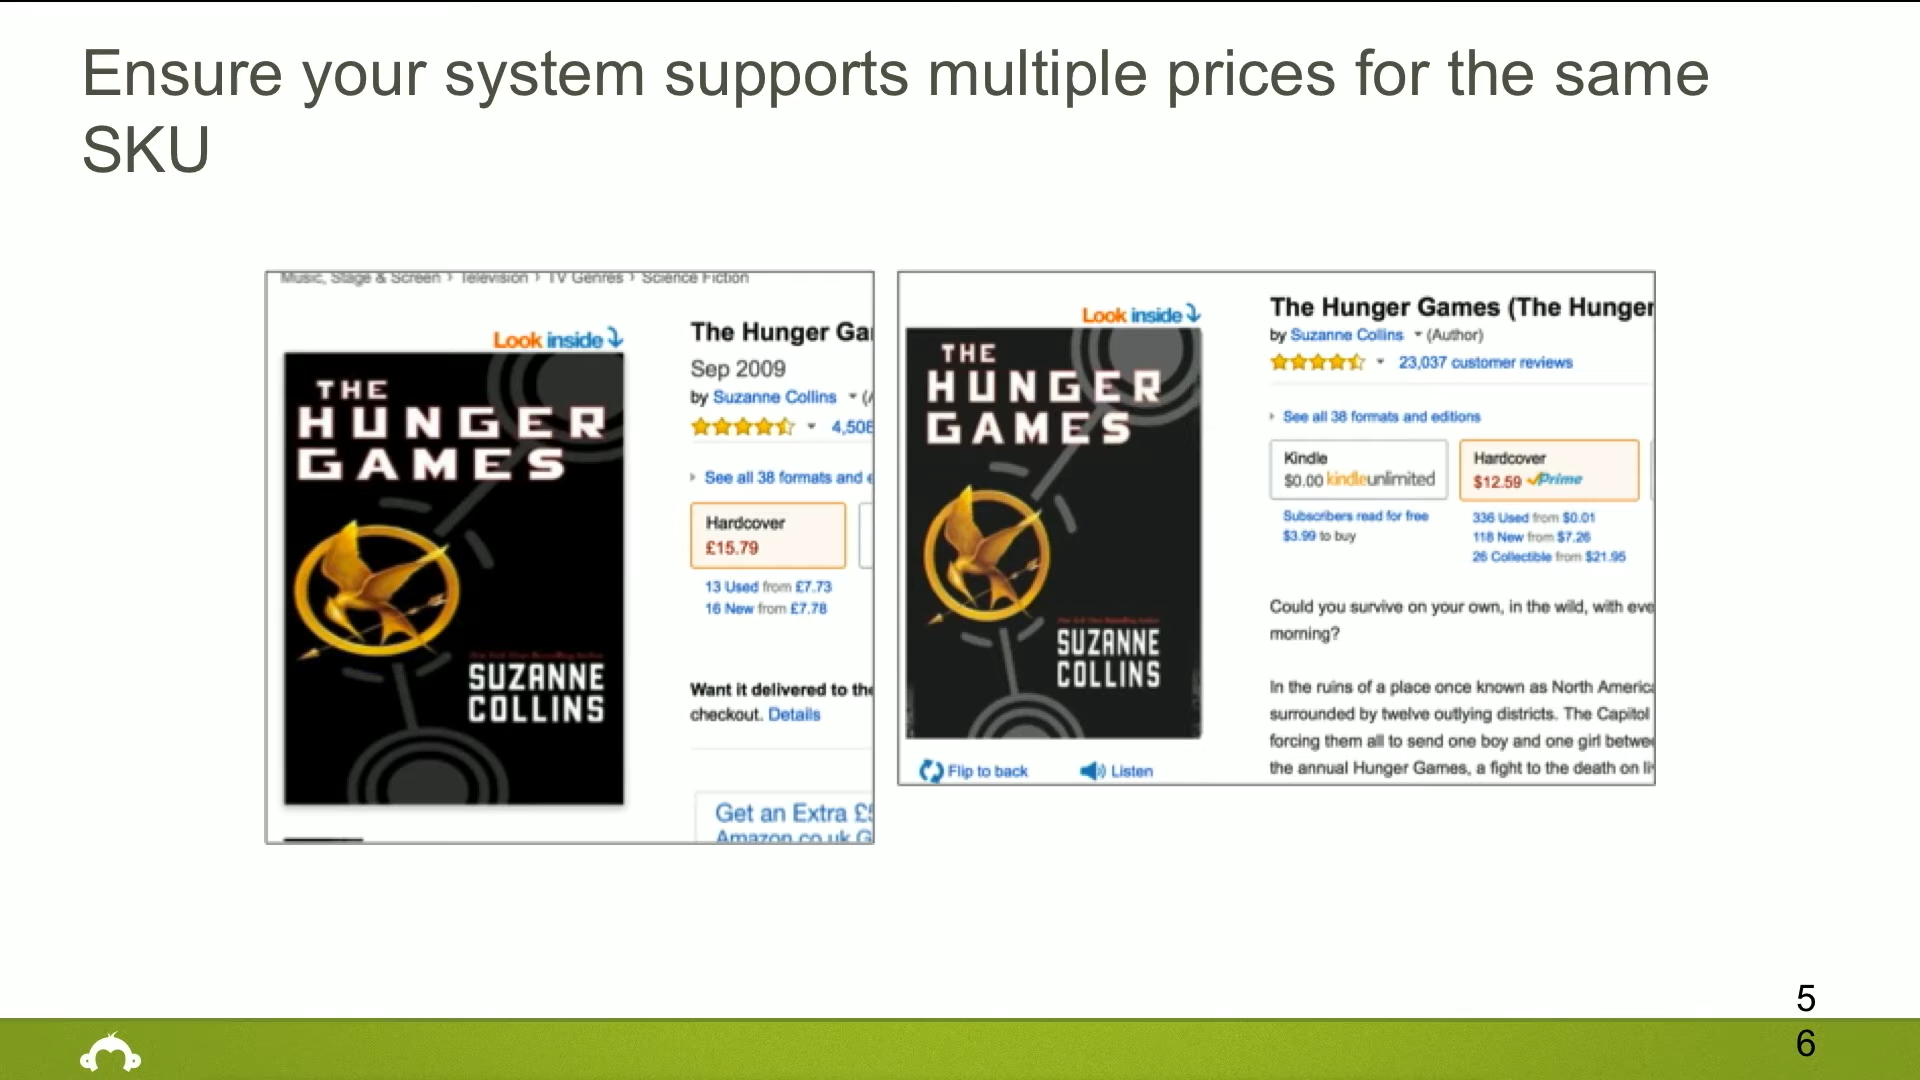 Ensure your system supports multiple prices for the same
SKU
Music, Stage & Screen › Television › TV Genres › Science Fiction
Look inside
THE
HUNGER
GAMES
SUZANNE
COLLINS
The Hunger Ga
Sep 2009
by Suzanne Collins
4,508
See all 38 formats and e
Hardcover
£15.79
13 Used from £7.73
16 New from £7.78
Want it delivered to the
checkout. Details
Get an Extra £5
Amazon.co.uk G
Look inside
THE
HUNGER
GAMES
SUZANNE
COLLINS
Flip to back
Listen
The Hunger Games (The Hunger
by Suzanne Collins (Author)
23,037 customer reviews
See all 38 formats and editions
Kindle
$0.00 kindleunlimited
Subscribers read for free
$3.99 to buy
Hardcover
$12.59 Prime
336 Used from $0.01
118 New from $7.26
26 Collectible from $21.95
Could you survive on your own, in the wild, with eve
morning?
In the ruins of a place once known as North America
surrounded by twelve outlying districts. The Capitol
forcing them all to send one boy and one girl betwee
the annual Hunger Games, a fight to the death on li
5
6